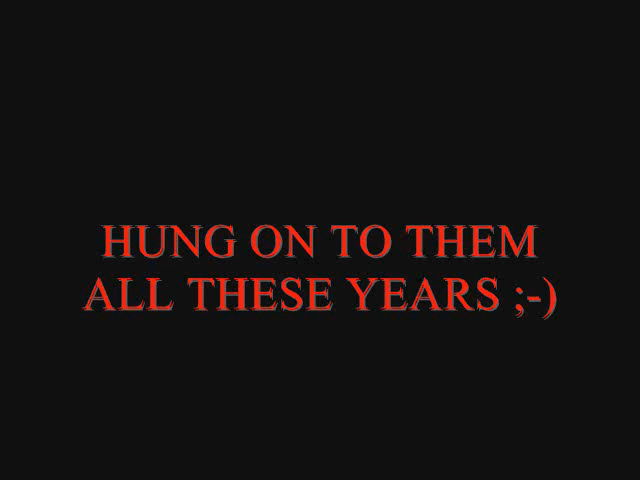 HUNG ON TO THEM
ALL THESE YEARS ;-)